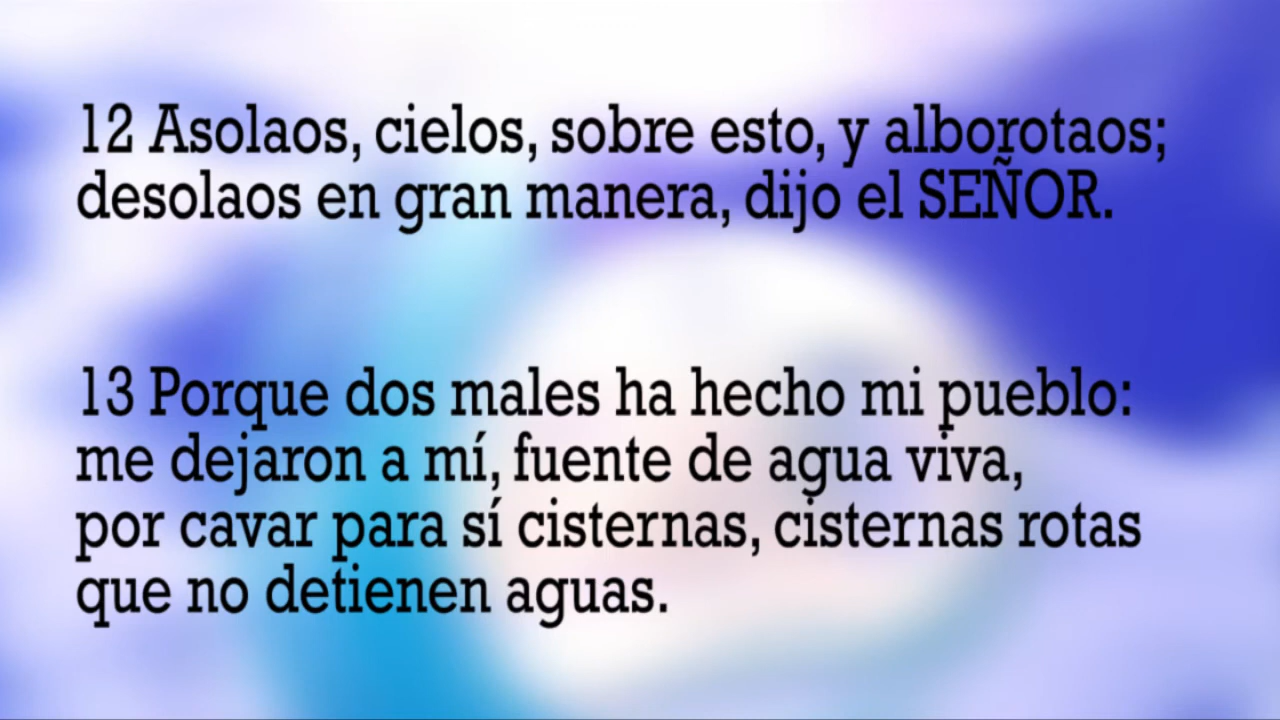 12 Asolaos, cielos, sobre esto, y alborotaos;
desolaos en gran manera, dijo el SEÑOR.
13 Porque dos males ha hecho mi pueblo:
me dejaron a mí, fuente de agua viva,
por cavar para sí cisternas, cisternas rotas
que no detienen aguas.